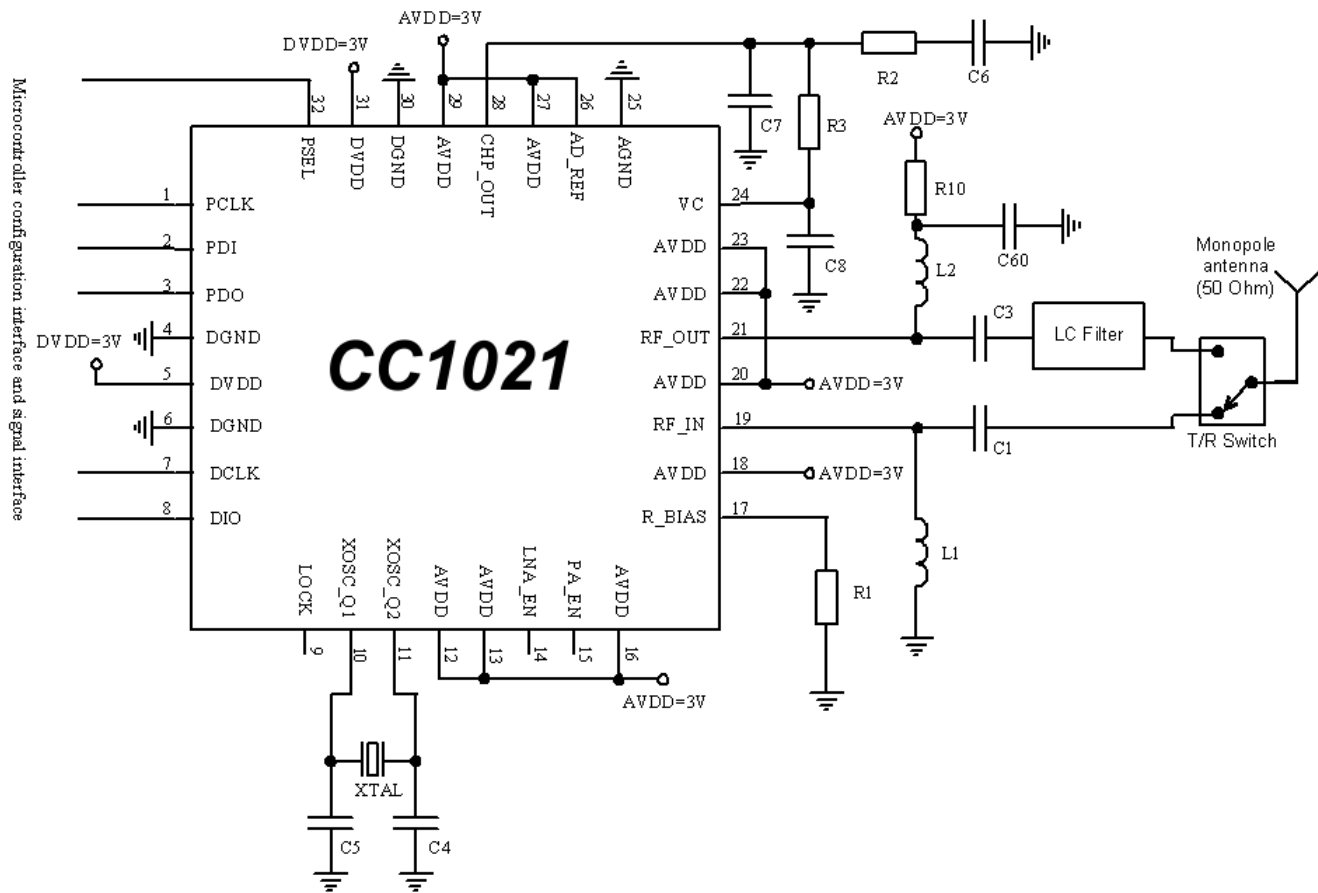 AVDD=3V
DVDD=3V
R2
C6
Microcontroller configuration interface and signal interface
32
31
30
29
28
27
26
25
C7
R3
AVDD=3V
PSEL
DVDD
DGND
AVDD
CHP_OUT
AVDD
AD_REF
AGND
R10
1
PCLK
VC
24
2
PDI
AVDD
23
C8
L2
C60
Monopole
antenna
(50 Ohm)
3
PDO
AVDD
22
C3
DVDD=3V
4
DGND
CC1021
RF_OUT
21
LC Filter
5
DVDD
AVDD
20
AVDD=3V
6
DGND
RF_IN
19
C1
T/R Switch
7
DCLK
AVDD
18
AVDD=3V
8
DIO
R_BIAS
17
LOCK
XOSC_Q1
XOSC_Q2
AVDD
AVDD
LNA_EN
PA_EN
AVDD
R1
L1
9
10
11
12
13
14
15
16
AVDD=3V
XTAL
C5
C4